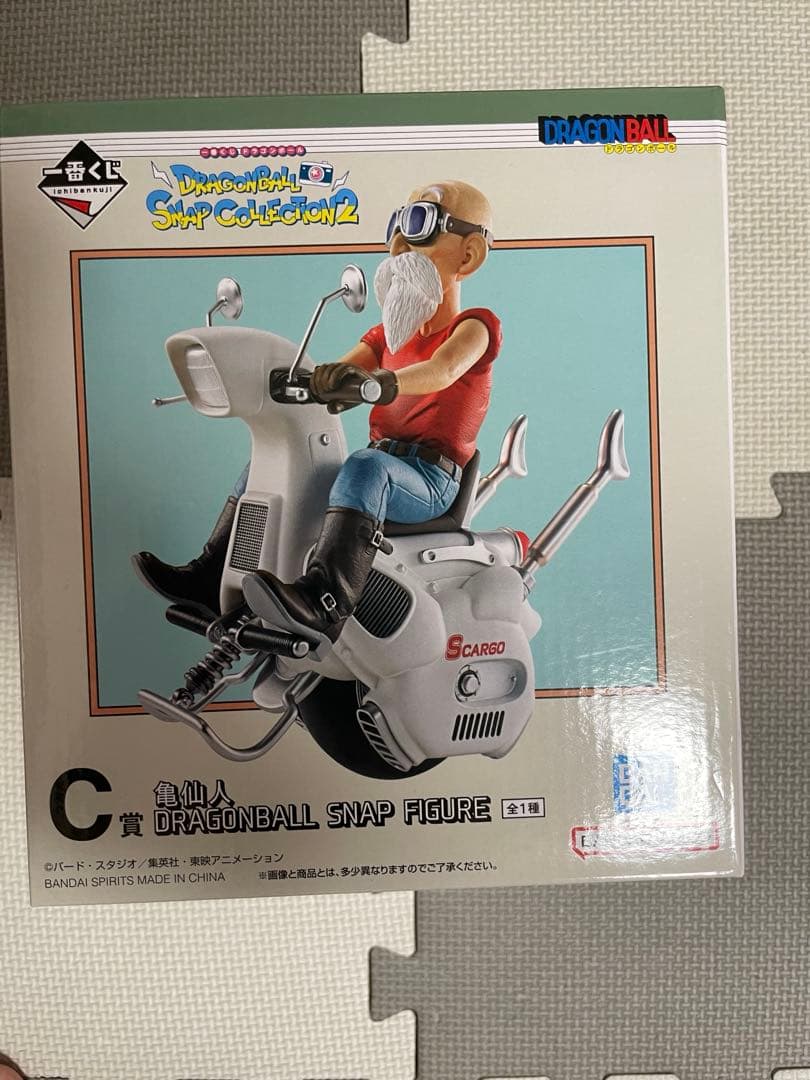 一番くじ
ichibankuji
一番くじ ドラゴンボール
DRAGONBALL
SNAP COLLECTION2
DRAGONBALL
ドラゴンボール
SCARGO
C賞
亀仙人
DRAGONBALL SNAP FIGURE
全1種
©バード・スタジオ/集英社・東映アニメーション
BANDAI SPIRITS MADE IN CHINA
※画像と商品とは、多少異なりますのでご了承ください。